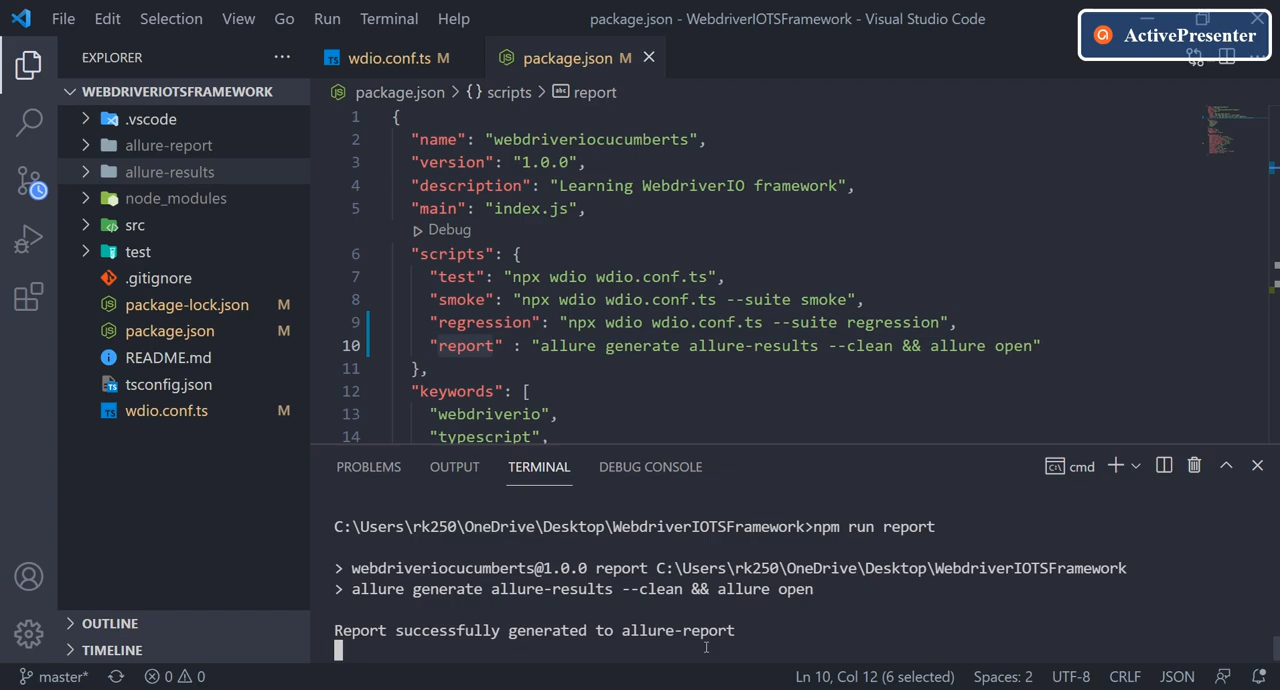 File Edit Selection View Go Run Terminal Help
package.json - WebdriverIOTSFramework - Visual Studio Code
ActivePresenter
EXPLORER
WEBDRIVERIOTSFRAMEWORK
.vscode
allure-report
allure-results
node_modules
src
test
.gitignore
package-lock.json M
package.json M
README.md
tsconfig.json
wdio.conf.ts M
OUTLINE
TIMELINE
wdio.conf.ts M
package.json M
package.json > {} scripts > abc report
1 {
2 "name": "webdriveriocucumberts",
3 "version": "1.0.0",
4 "description": "Learning WebdriverIO framework",
5 "main": "index.js",
Debug
6 "scripts": {
7 "test": "npx wdio wdio.conf.ts",
8 "smoke": "npx wdio wdio.conf.ts --suite smoke",
9 "regression": "npx wdio wdio.conf.ts --suite regression",
10 "report" : "allure generate allure-results --clean && allure open"
11 },
12 "keywords": [
13 "webdriverio",
14 "typescript",
PROBLEMS OUTPUT TERMINAL DEBUG CONSOLE
cmd
C:\Users\rk250\OneDrive\Desktop\WebdriverIOTSFramework>npm run report
> webdriveriocucumberts@1.0.0 report C:\Users\rk250\OneDrive\Desktop\WebdriverIOTSFramework
> allure generate allure-results --clean && allure open
Report successfully generated to allure-report
master* 0 0
Ln 10, Col 12 (6 selected) Spaces: 2 UTF-8 CRLF JSON